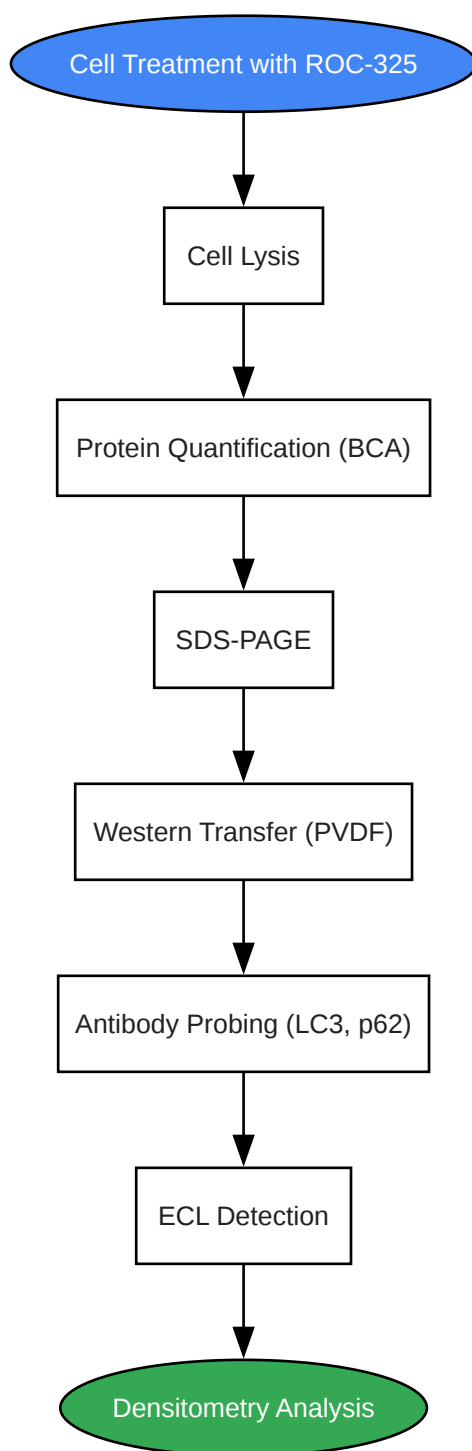 Cell Treatment with ROC-325
Cell Lysis
Protein Quantification (BCA)
SDS-PAGE
Western Transfer (PVDF)
Antibody Probing (LC3, p62)
ECL Detection
Densitometry Analysis